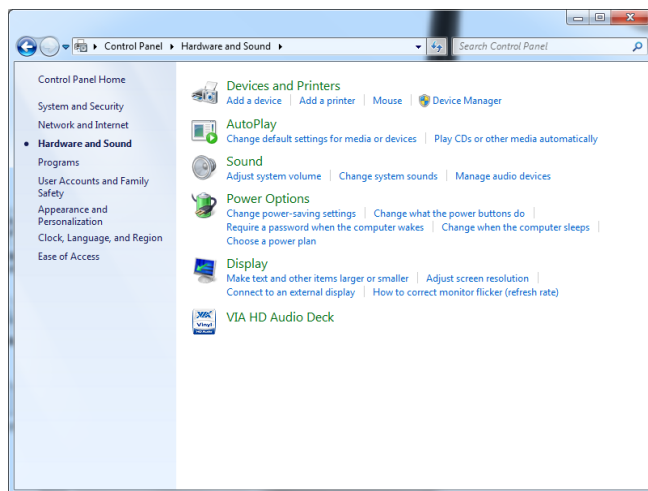 Control Panel Hardware and Sound
Search Control Panel
Control Panel Home
System and Security
Network and Internet
Hardware and Sound
Programs
User Accounts and Family
Safety
Appearance and
Personalization
Clock, Language, and Region
Ease of Access
Devices and Printers
Add a device Add a printer Mouse Device Manager
AutoPlay
Change default settings for media or devices Play CDs or other media automatically
Sound
Adjust system volume Change system sounds Manage audio devices
Power Options
Change power-saving settings Change what the power buttons do
Require a password when the computer wakes Change when the computer sleeps
Choose a power plan
Display
Make text and other items larger or smaller Adjust screen resolution
Connect to an external display How to correct monitor flicker (refresh rate)
VIA
Vinyl
HD Audio
VIA HD Audio Deck